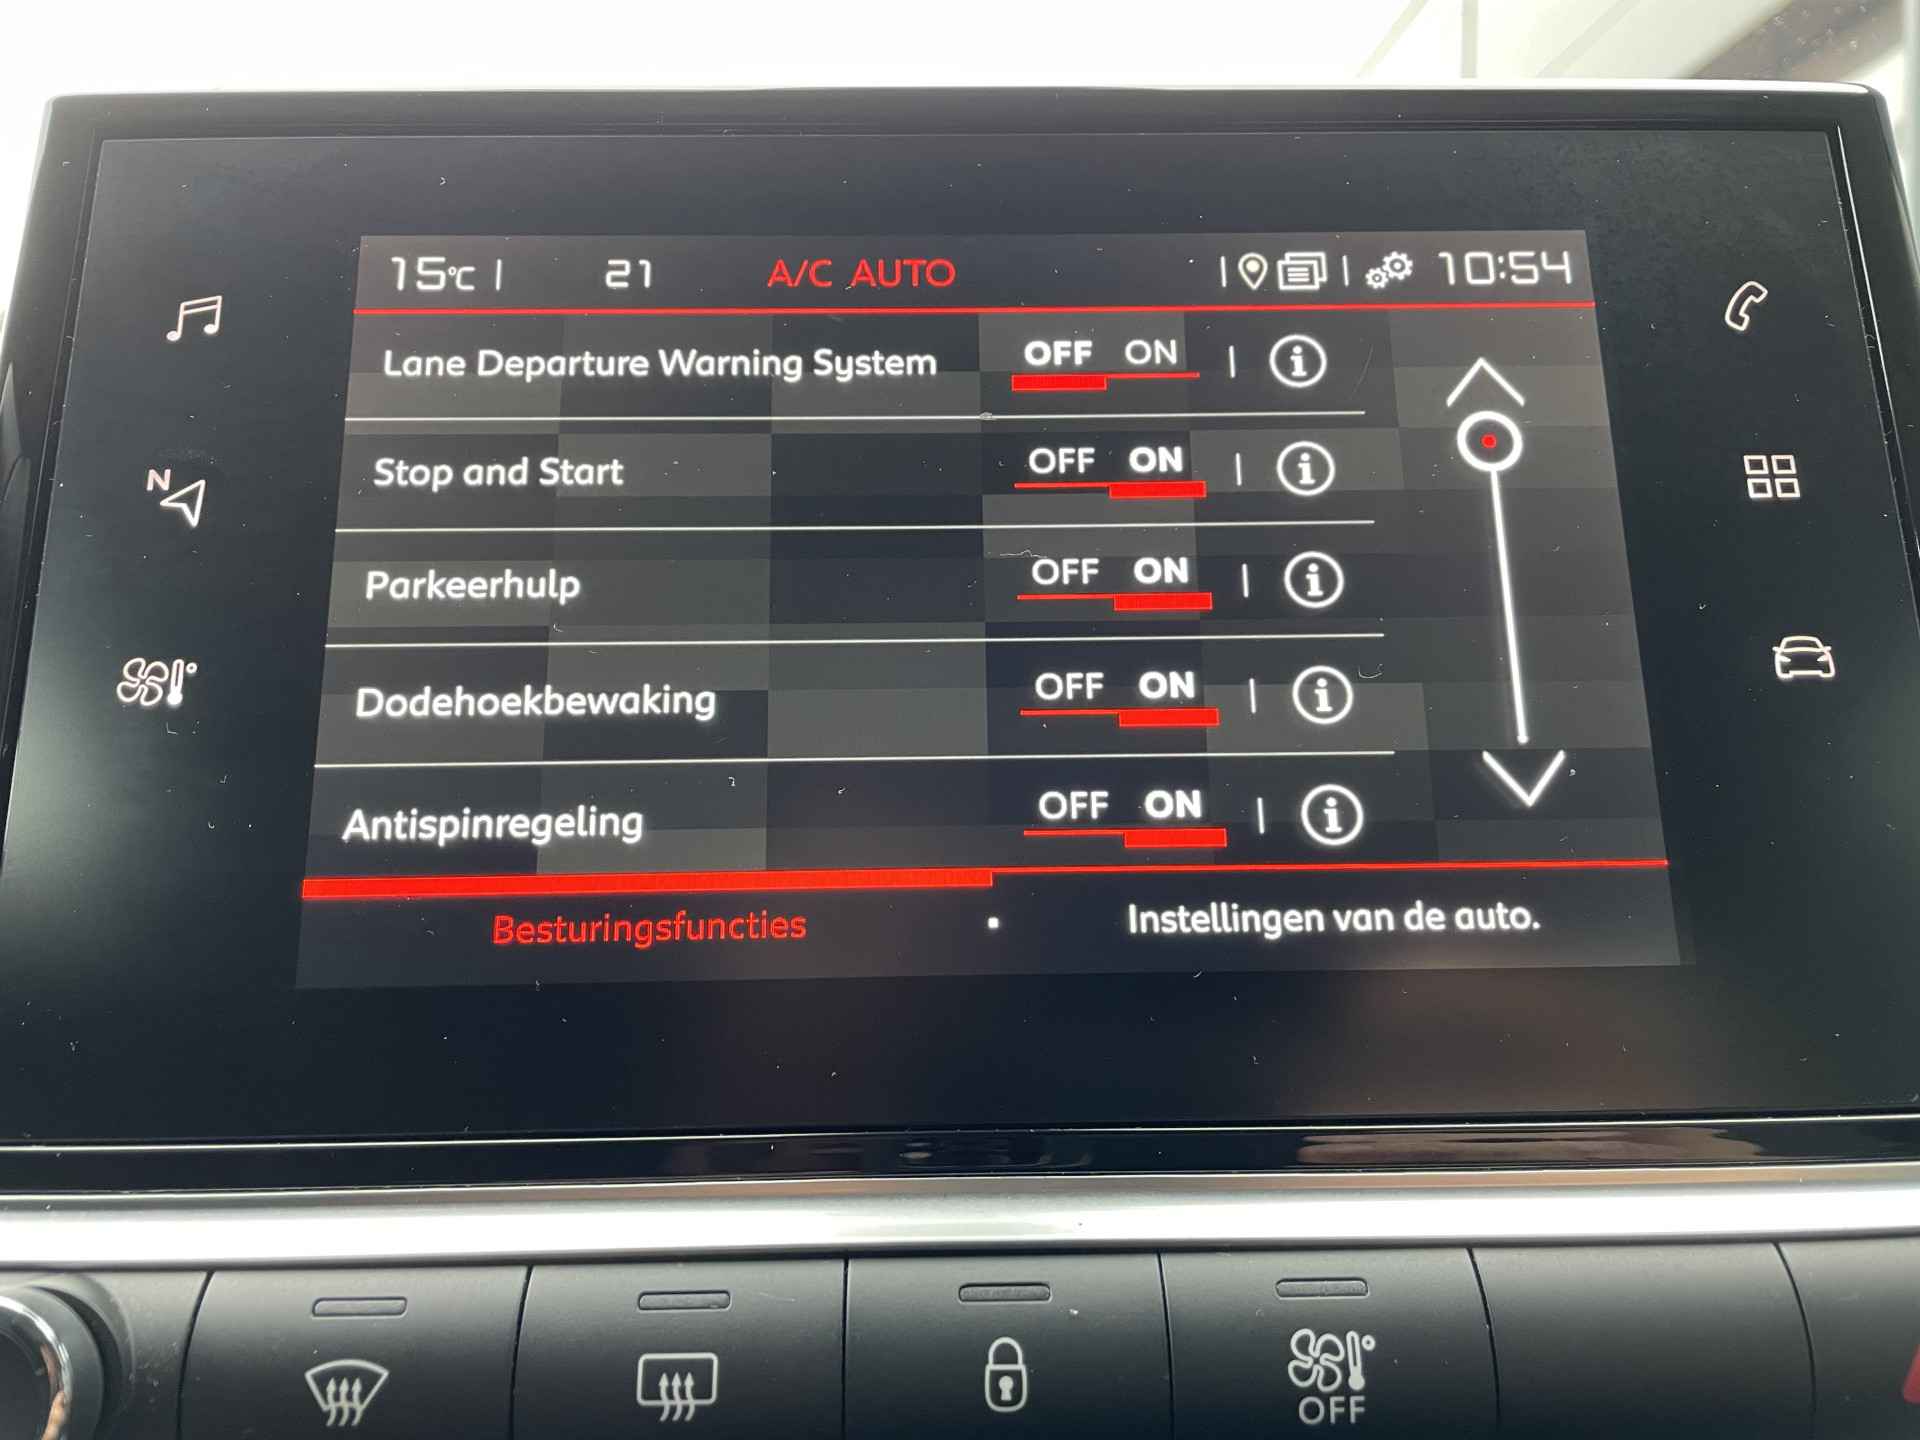 15°C | 21 A/C AUTO 10:54
Lane Departure Warning System OFF ON
Stop and Start OFF ON
N
Parkeerhulp OFF ON
Dodehoekbewaking OFF ON
Antispinregeling OFF ON
Besturingsfuncties Instellingen van de auto.
OFF